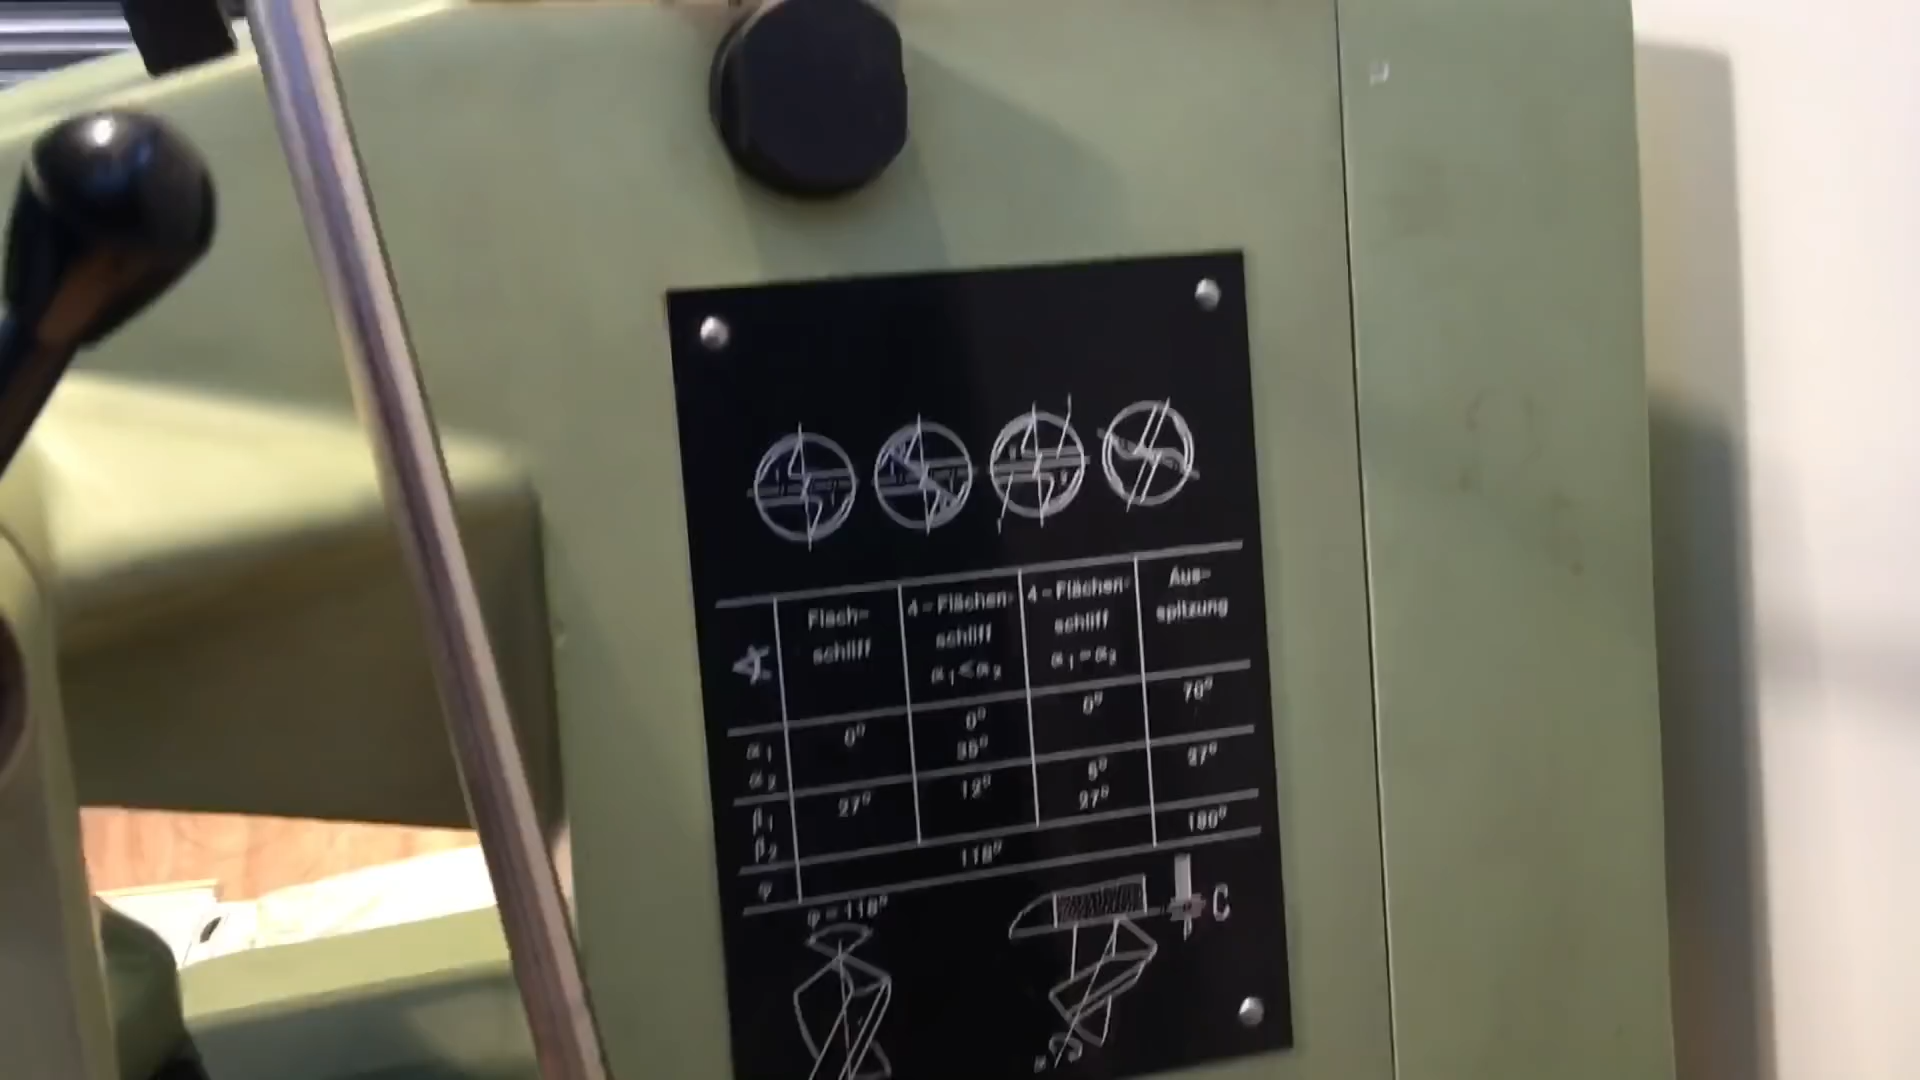 ∢ Flach- 4-Flächen- 4-Flächen- Aus-
schliff schliff schliff spitzung
α₁<α₂ α₁=α₂
α₁ 0° 0° 0° 70°
α₂ 35°
β₁ 27° 12° 5° 27°
β₂ 27°
φ 118° 180°
φ=118° C
α